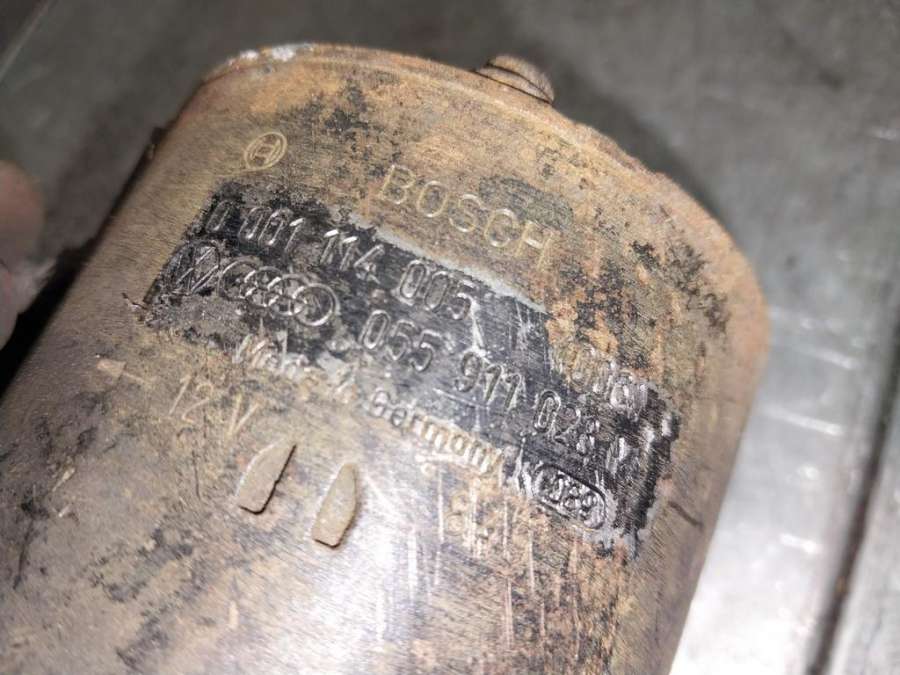 BOSCH
0 001 114 005
055 911 023
Made in Germany
12 V